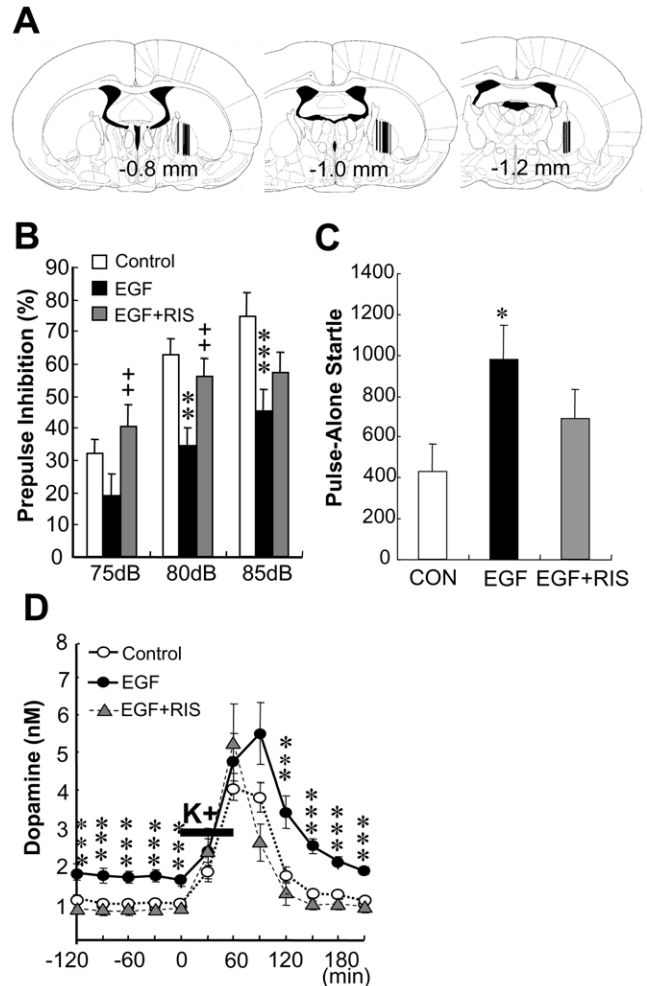 A
-0.8 mm
-1.0 mm
-1.2 mm
B
Control
EGF
EGF+RIS
Prepulse Inhibition (%)
90
80
70
60
50
40
30
20
10
0
++
**
++
***
75dB
80dB
85dB
C
Pulse-Alone Startle
1400
1200
1000
800
600
400
200
0
*
CON
EGF
EGF+RIS
D
Control
EGF
EGF+RIS
Dopamine (nM)
8
7
6
5
4
3
2
1
K+
***
***
***
***
***
***
***
***
***
-120
-60
0
60
120
180
(min)